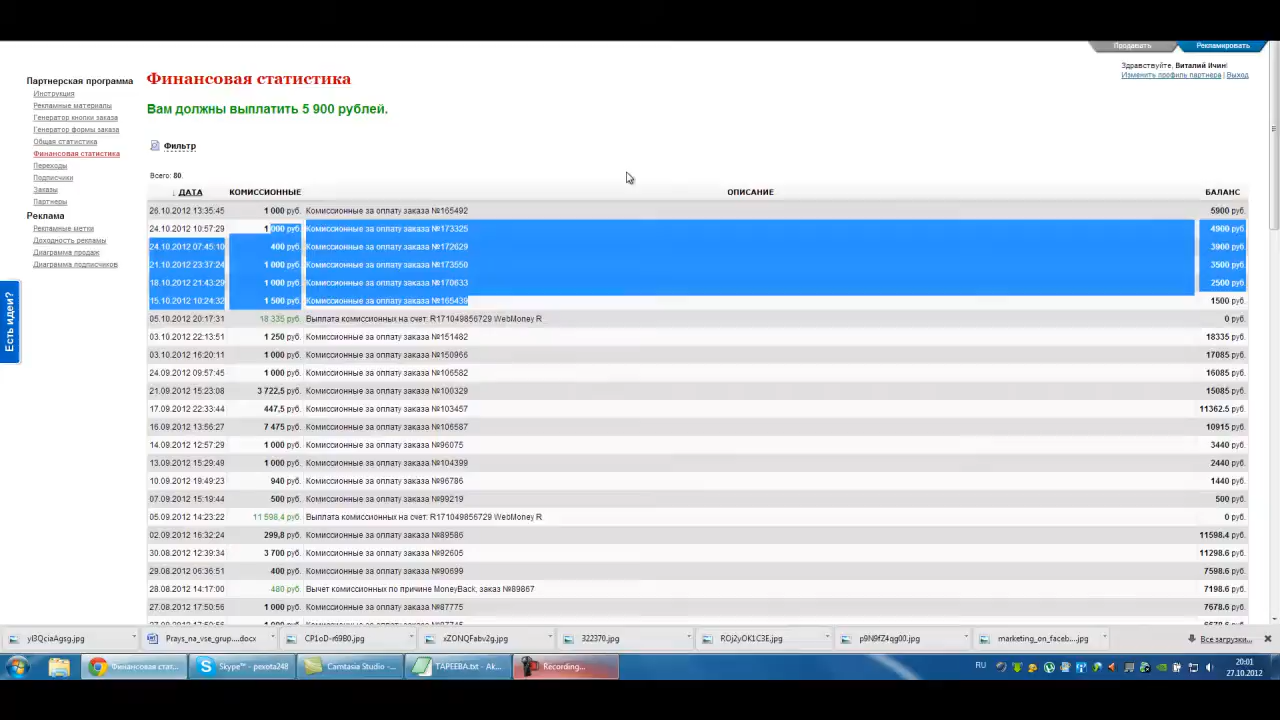 Продавать Рекламировать
Здравствуйте, Виталий Ичин!
Изменить профиль партнера | Выход
Партнерская программа
Инструкция
Рекламные материалы
Генератор кнопки заказа
Генератор формы заказа
Общая статистика
Финансовая статистика
Переходы
Подписчики
Заказы
Партнеры
Реклама
Рекламные метки
Доходность рекламы
Диаграмма продаж
Диаграмма подписчиков
Есть идеи?
Финансовая статистика
Вам должны выплатить 5 900 рублей.
Фильтр
Всего: 80.
↓ ДАТА КОМИССИОННЫЕ ОПИСАНИЕ БАЛАНС
26.10.2012 13:35:45 1 000 руб. Комиссионные за оплату заказа №165492 5900 руб.
24.10.2012 10:57:29 1 000 руб. Комиссионные за оплату заказа №173325 4900 руб.
24.10.2012 07:45:10 400 руб. Комиссионные за оплату заказа №172629 3900 руб.
21.10.2012 23:37:24 1 000 руб. Комиссионные за оплату заказа №173550 3500 руб.
18.10.2012 21:43:29 1 000 руб. Комиссионные за оплату заказа №170633 2500 руб.
15.10.2012 10:24:32 1 500 руб. Комиссионные за оплату заказа №165439 1500 руб.
05.10.2012 20:17:31 18 335 руб. Выплата комиссионных на счет: R171049856729 WebMoney R 0 руб.
03.10.2012 22:13:51 1 250 руб. Комиссионные за оплату заказа №151482 18335 руб.
03.10.2012 16:20:11 1 000 руб. Комиссионные за оплату заказа №150966 17085 руб.
24.09.2012 09:57:45 1 000 руб. Комиссионные за оплату заказа №106582 16085 руб.
21.09.2012 15:23:08 3 722,5 руб. Комиссионные за оплату заказа №100329 15085 руб.
17.09.2012 22:33:44 447,5 руб. Комиссионные за оплату заказа №103457 11362.5 руб.
16.09.2012 13:56:27 7 475 руб. Комиссионные за оплату заказа №106587 10915 руб.
14.09.2012 12:57:29 1 000 руб. Комиссионные за оплату заказа №96075 3440 руб.
13.09.2012 15:29:49 1 000 руб. Комиссионные за оплату заказа №104399 2440 руб.
10.09.2012 19:49:23 940 руб. Комиссионные за оплату заказа №96786 1440 руб.
07.09.2012 15:19:44 500 руб. Комиссионные за оплату заказа №99219 500 руб.
05.09.2012 14:23:22 11 598,4 руб. Выплата комиссионных на счет: R171049856729 WebMoney R 0 руб.
02.09.2012 16:32:24 299,8 руб. Комиссионные за оплату заказа №89586 11598.4 руб.
30.08.2012 12:39:34 3 700 руб. Комиссионные за оплату заказа №92605 11298.6 руб.
29.08.2012 06:36:51 400 руб. Комиссионные за оплату заказа №90699 7598.6 руб.
28.08.2012 14:17:00 480 руб. Вычет комиссионных по причине MoneyBack, заказ №89867 7198.6 руб.
27.08.2012 17:50:56 1 000 руб. Комиссионные за оплату заказа №87775 7678.6 руб.
yl3QciaAgsg.jpg Prays_na_vse_grup....docx CP1oD-r69B0.jpg xZONQFabv2g.jpg 322370.jpg ROj2yOK1C3E.jpg p9N9fZ4qg00.jpg marketing_on_faceb....jpg Все загрузки...
Финансовая стат... Skype™ - pexota248 Camtasia Studio -... TAPEEBA.txt - Ak... Recording...
RU 20:01
27.10.2012